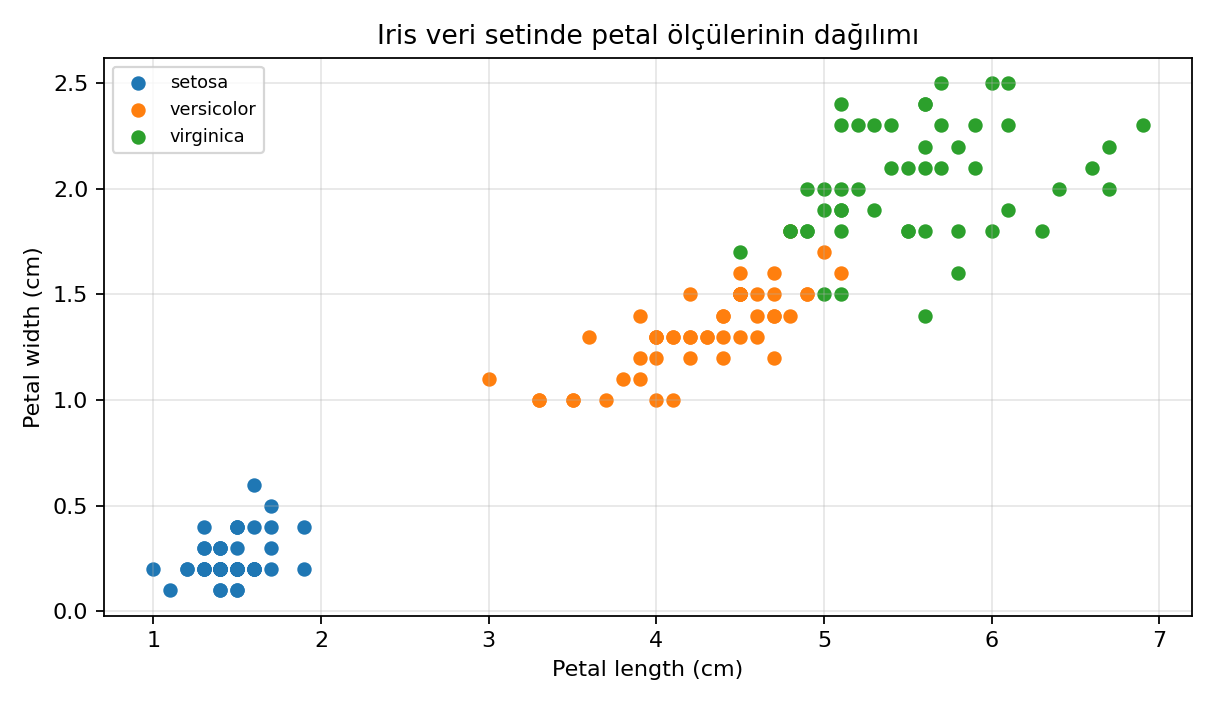 Iris veri setinde petal ölçülerinin dağılımı
setosa
versicolor
virginica
Petal width (cm)
2.5
2.0
1.5
1.0
0.5
0.0
1 2 3 4 5 6 7
Petal length (cm)